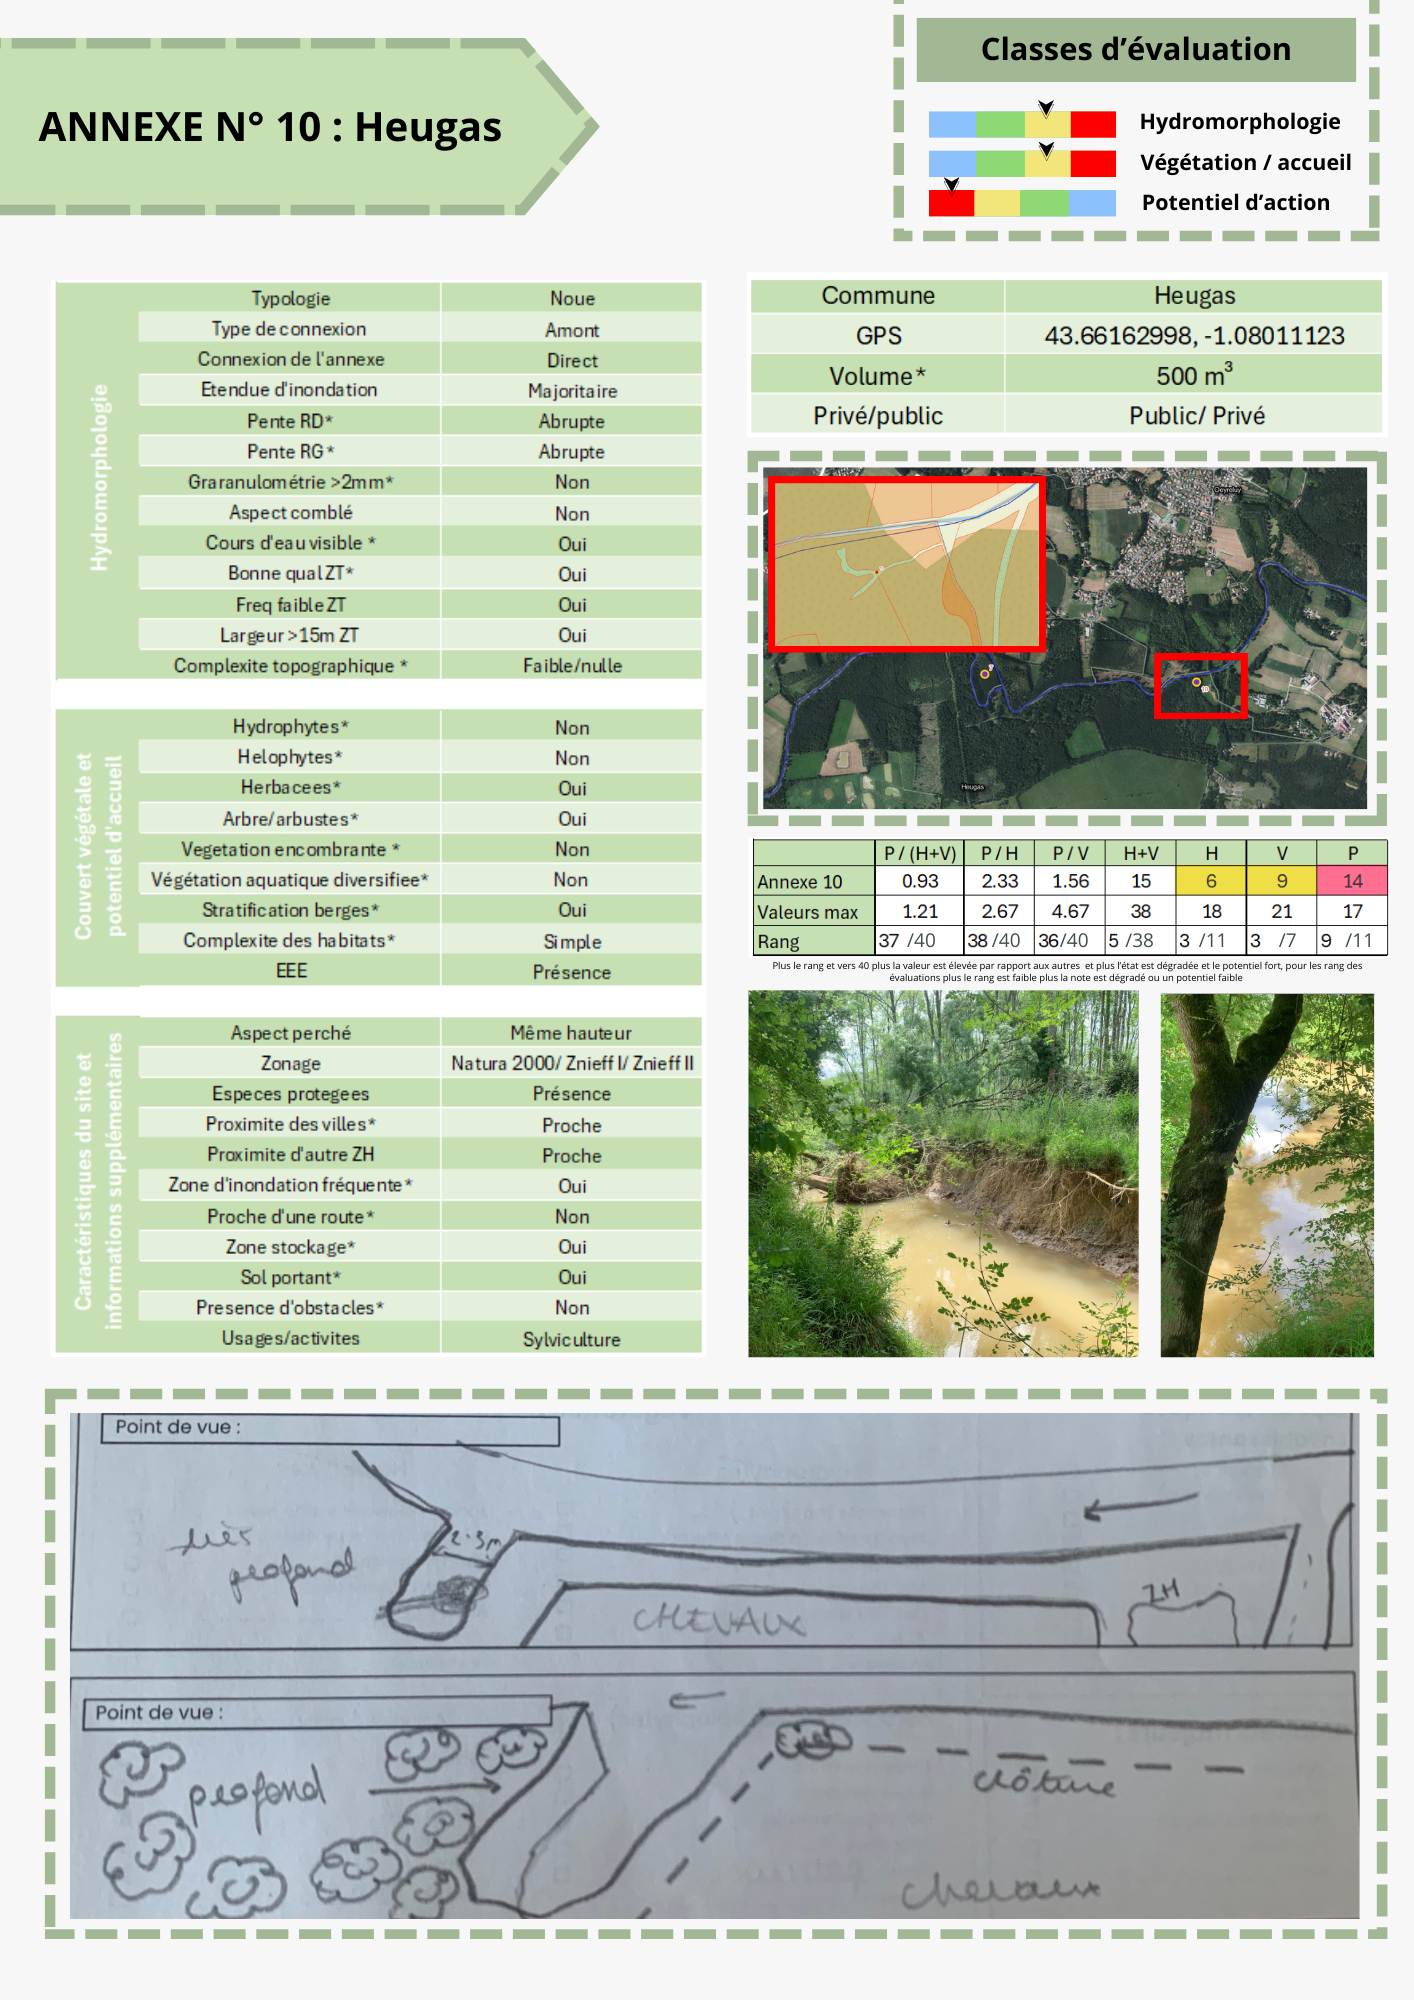 ANNEXE N° 10 : Heugas
Classes d’évaluation
Hydromorphologie
Végétation / accueil
Potentiel d’action
Hydromorphologie
Typologie Noue
Type de connexion Amont
Connexion de l'annexe Direct
Etendue d'inondation Majoritaire
Pente RD* Abrupte
Pente RG* Abrupte
Graranulométrie >2mm* Non
Aspect comblé Non
Cours d'eau visible * Oui
Bonne qual ZT* Oui
Freq faible ZT Oui
Largeur >15m ZT Oui
Complexite topographique * Faible/nulle
Couvert végétale et
potentiel d'accueil
Hydrophytes* Non
Helophytes* Non
Herbacees* Oui
Arbre/arbustes* Oui
Vegetation encombrante * Non
Végétation aquatique diversifiee* Non
Stratification berges* Oui
Complexite des habitats* Simple
EEE Présence
Caractéristiques du site et
informations supplémentaires
Aspect perché Même hauteur
Zonage Natura 2000/ Znieff I/ Znieff II
Especes protegees Présence
Proximite des villes* Proche
Proximite d'autre ZH Proche
Zone d'inondation fréquente* Oui
Proche d'une route* Non
Zone stockage* Oui
Sol portant* Oui
Presence d'obstacles* Non
Usages/activites Sylviculture
Commune Heugas
GPS 43.66162998, -1.08011123
Volume* 500 m³
Privé/public Public/ Privé
Oeyreluy
10
Heugas
P / (H+V) P / H P / V H+V H V P
Annexe 10 0.93 2.33 1.56 15 6 9 14
Valeurs max 1.21 2.67 4.67 38 18 21 17
Rang 37 /40 38 /40 36/40 5 /38 3 /11 3 /7 9 /11
Plus le rang et vers 40 plus la valeur est élevée par rapport aux autres et plus l’état est dégradée et le potentiel fort, pour les rang des
évaluations plus le rang est faible plus la note est dégradé ou un potentiel faible
Point de vue :
très
profond
2-3m
CHEVAUX
ZH
Point de vue :
profond
clôture
chevaux